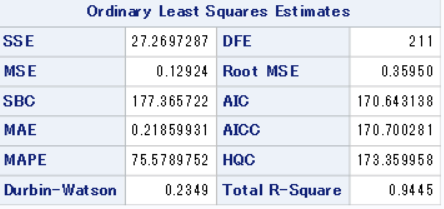 Ordinary Least Squares Estimates
SSE 27.2697287 DFE 211
MSE 0.12924 Root MSE 0.35950
SBC 177.365722 AIC 170.643138
MAE 0.21859931 AICC 170.700281
MAPE 75.5789752 HQC 173.359958
Durbin-Watson 0.2349 Total R-Square 0.9445